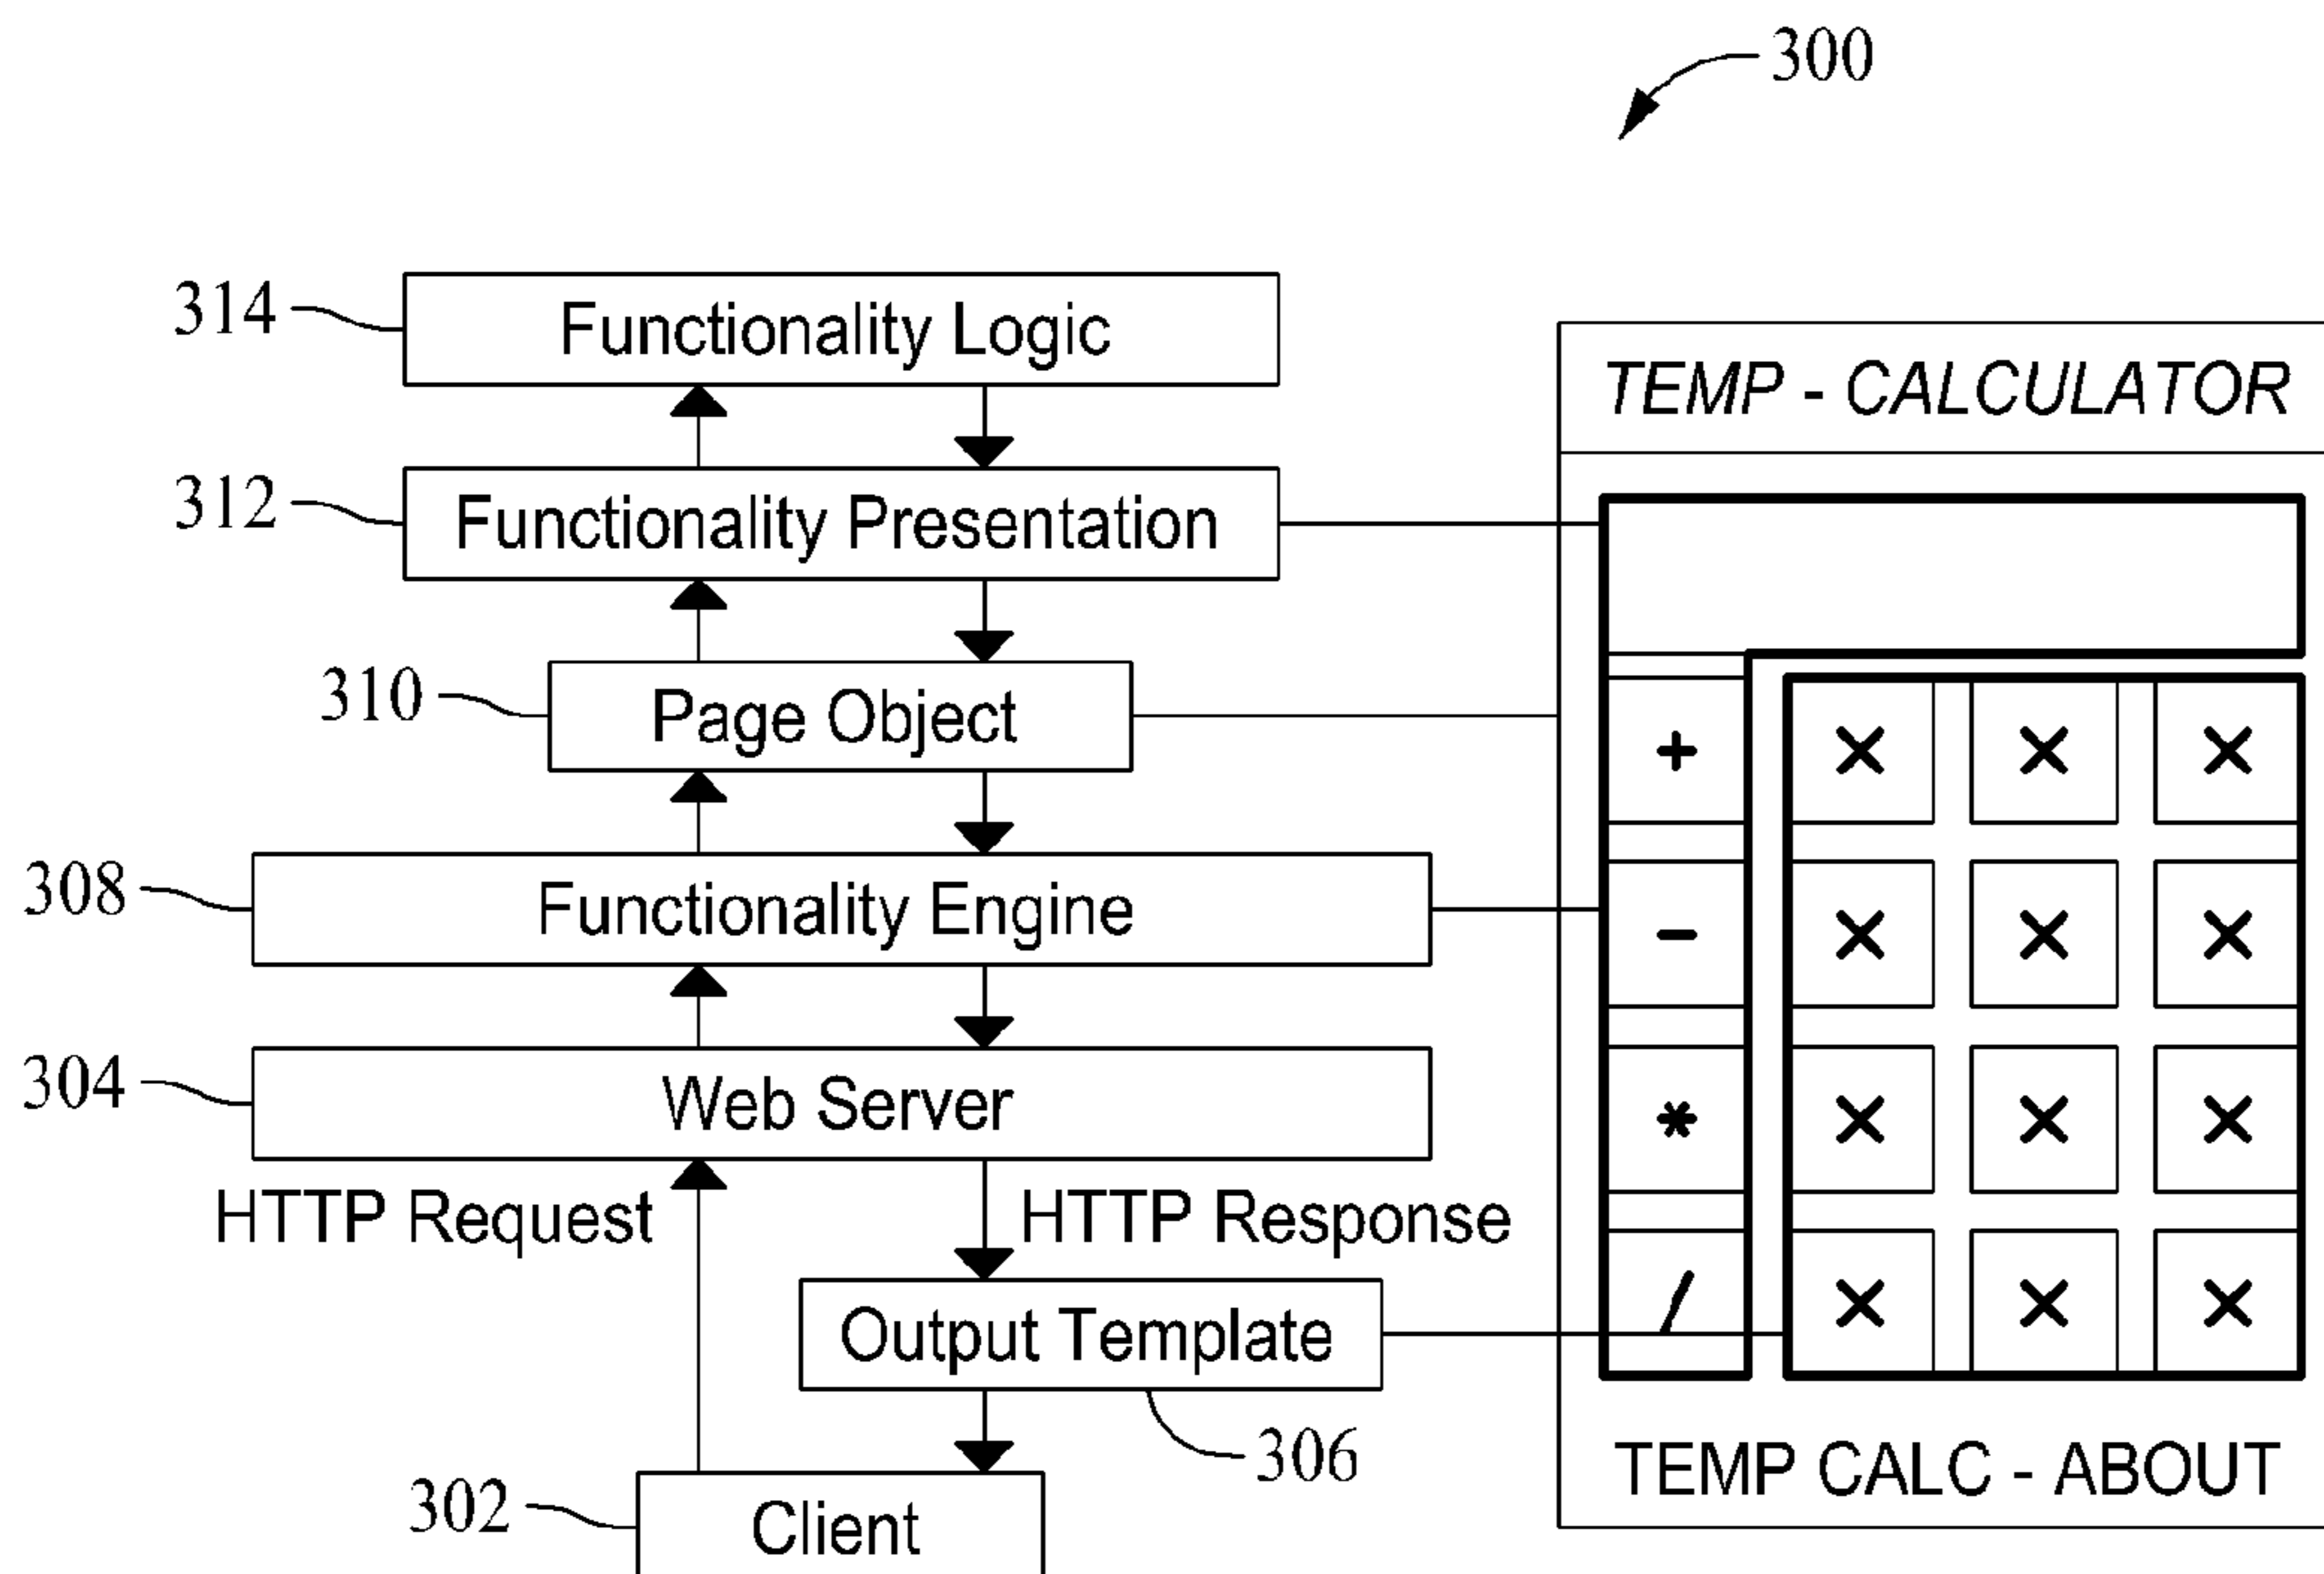 300
314
Functionality Logic
TEMP - CALCULATOR
312
Functionality Presentation
310
Page Object
+ × × ×
308
Functionality Engine
- × × ×
304
Web Server
* × × ×
HTTP Request
HTTP Response
/ × × ×
Output Template
306
TEMP CALC - ABOUT
302
Client